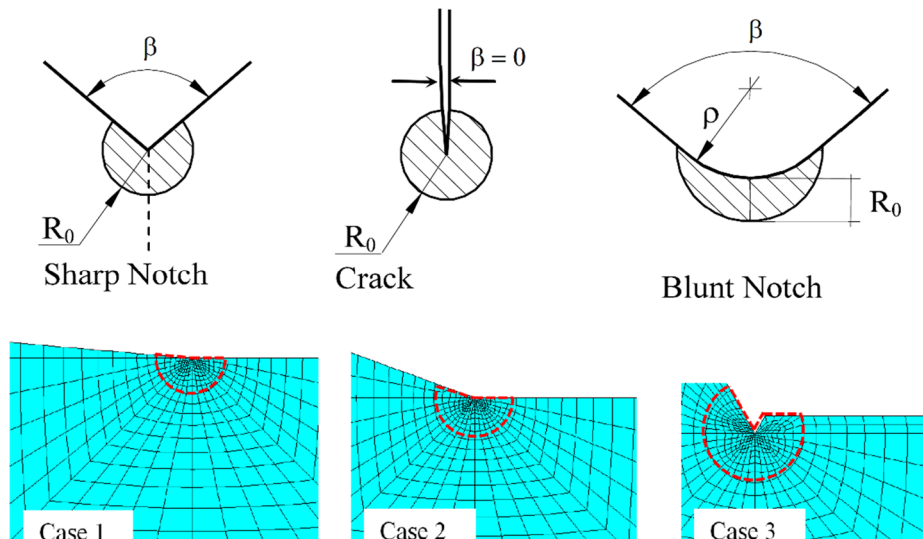 β
R₀
Sharp Notch
β = 0
R₀
Crack
β
ρ
R₀
Blunt Notch
Case 1
Case 2
Case 3